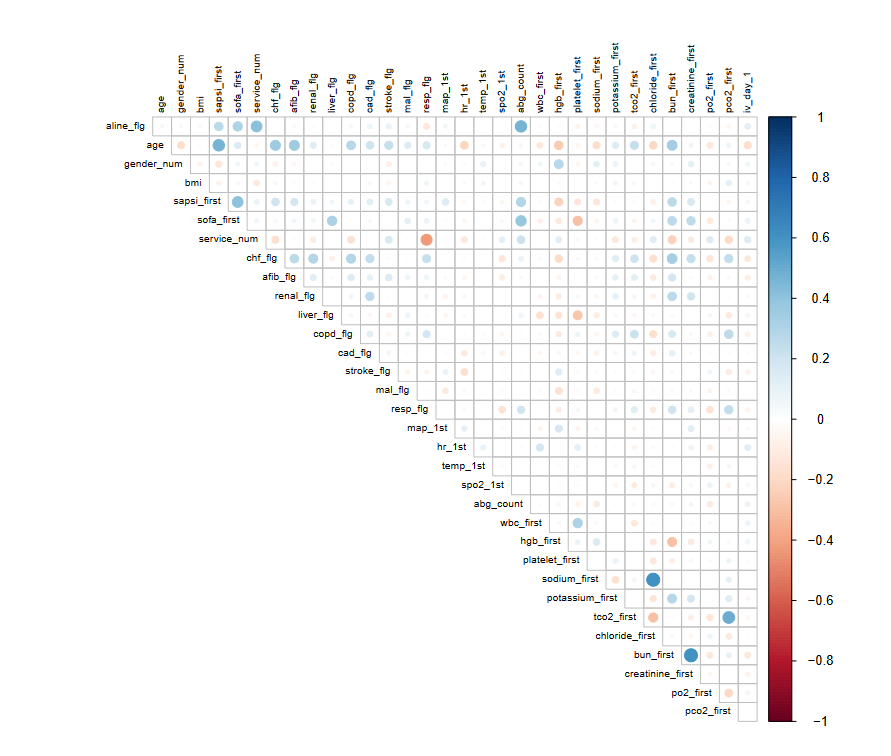 age
gender_num
bmi
sapsi_first
sofa_first
service_num
chf_flg
afib_flg
renal_flg
liver_flg
copd_flg
cad_flg
stroke_flg
mal_flg
resp_flg
map_1st
hr_1st
temp_1st
spo2_1st
abg_count
wbc_first
hgb_first
platelet_first
sodium_first
potassium_first
tco2_first
chloride_first
bun_first
creatinine_first
po2_first
pco2_first
iv_day_1
aline_flg
age
gender_num
bmi
sapsi_first
sofa_first
service_num
chf_flg
afib_flg
renal_flg
liver_flg
copd_flg
cad_flg
stroke_flg
mal_flg
resp_flg
map_1st
hr_1st
temp_1st
spo2_1st
abg_count
wbc_first
hgb_first
platelet_first
sodium_first
potassium_first
tco2_first
chloride_first
bun_first
creatinine_first
po2_first
pco2_first
1
0.8
0.6
0.4
0.2
0
−0.2
−0.4
−0.6
−0.8
−1